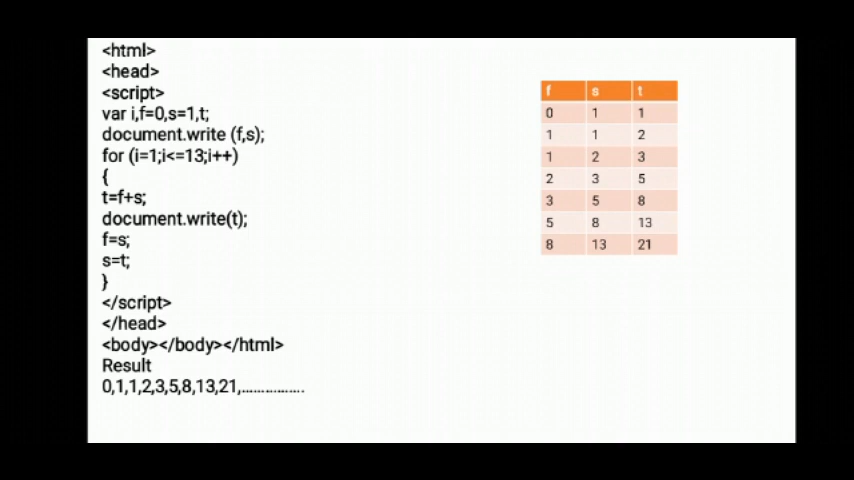 <html>
<head>
<script>
var i,f=0,s=1,t;
document.write (f,s);
for (i=1;i<=13;i++)
{
t=f+s;
document.write(t);
f=s;
s=t;
}
</script>
</head>
<body></body></html>
Result
0,1,1,2,3,5,8,13,21,................
f s t
0 1 1
1 1 2
1 2 3
2 3 5
3 5 8
5 8 13
8 13 21